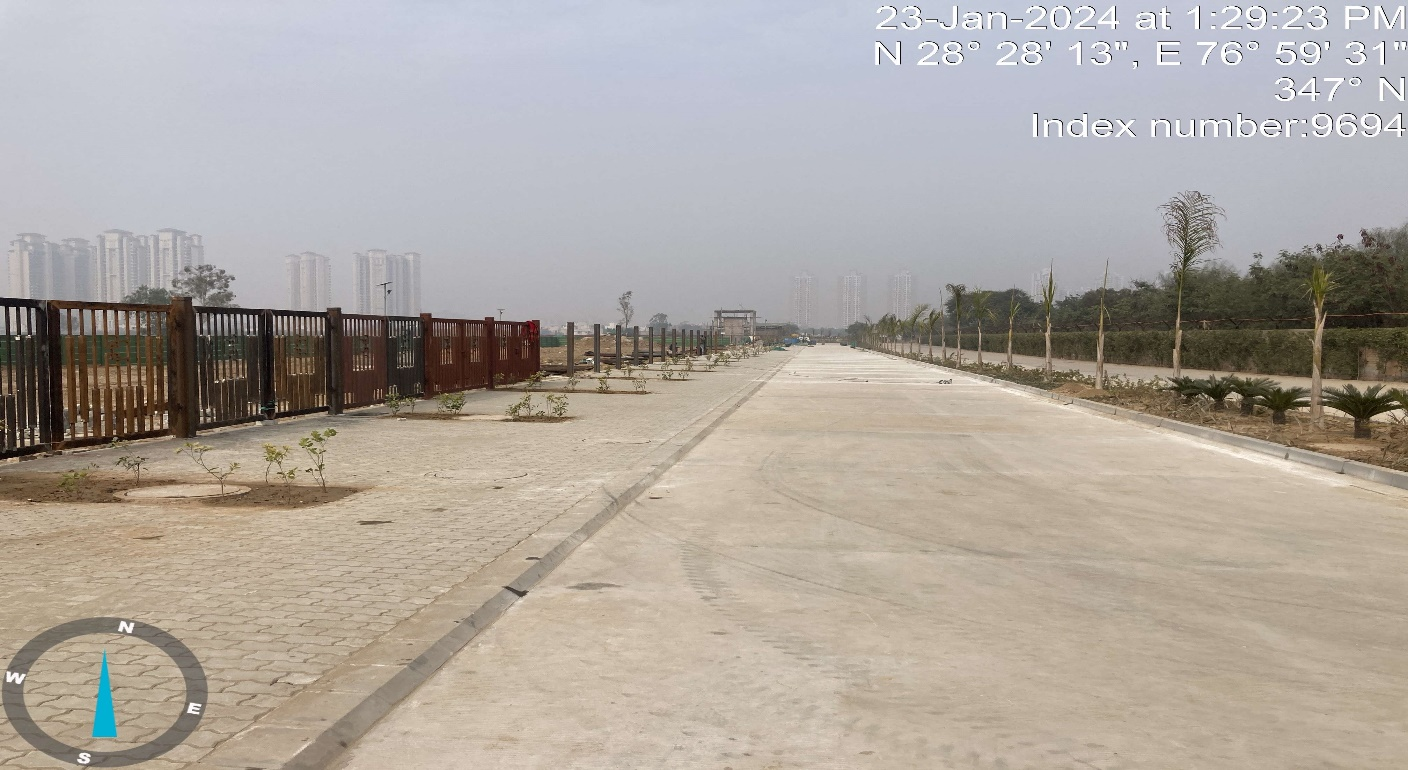 23-Jan-2024 at 1:29:23 PM
N 28° 28' 13", E 76° 59' 31"
347° N
Index number:9694
N
W
E
S